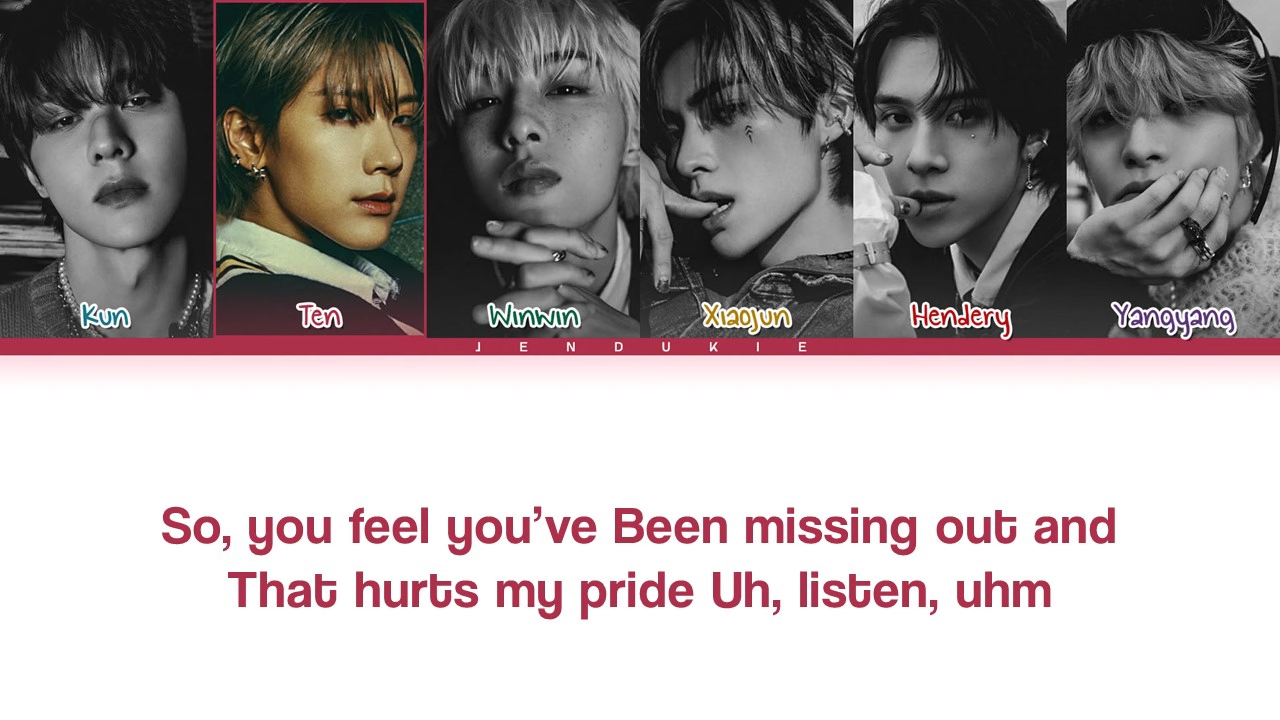 Kun
Ten
Winwin
Xiaojun
Hendery
Yangyang
JENDUKIE
So, you feel you’ve Been missing out and
That hurts my pride Uh, listen, uhm